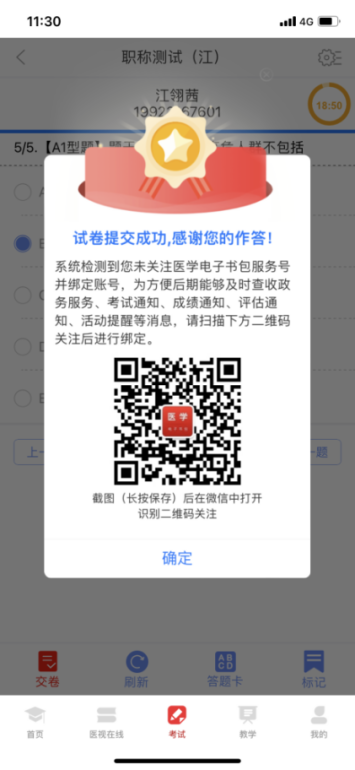 11:30
4G
职称测试（江）
江翎茜
18:50
5/5.【A1型题】
人群不包括
试卷提交成功,感谢您的作答！
系统检测到您未关注医学电子书包服务号
并绑定账号，为方便后期能够及时查收政
务服务、考试通知、成绩通知、评估通
知、活动提醒等消息，请扫描下方二维码
关注后进行绑定。
医学
截图（长按保存）后在微信中打开
识别二维码关注
上一
题
确定
交卷
刷新
ABCD
答题卡
标记
首页
医视在线
考试
教学
我的